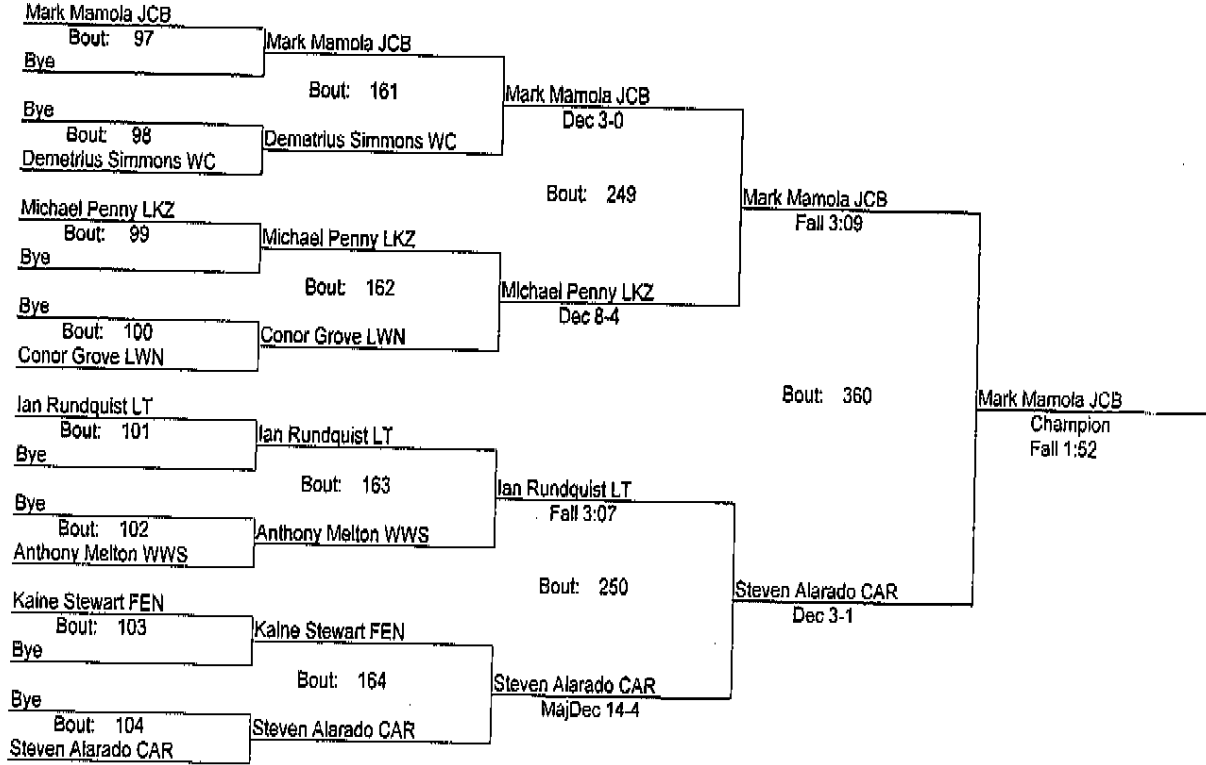 Mark Mamola JCB
Bout: 97
Bye
Mark Mamola JCB
Bout: 161
Bye
Bout: 98
Demetrius Simmons WC
Demetrius Simmons WC
Mark Mamola JCB
Dec 3-0
Bout: 249
Michael Penny LKZ
Bout: 99
Bye
Michael Penny LKZ
Bout: 162
Bye
Bout: 100
Conor Grove LWN
Conor Grove LWN
Michael Penny LKZ
Dec 8-4
Mark Mamola JCB
Fall 3:09
Bout: 360
Ian Rundquist LT
Bout: 101
Bye
Ian Rundquist LT
Bout: 163
Bye
Bout: 102
Anthony Melton WWS
Anthony Melton WWS
Ian Rundquist LT
Fall 3:07
Bout: 250
Kaine Stewart FEN
Bout: 103
Bye
Kaine Stewart FEN
Bout: 164
Bye
Bout: 104
Steven Alarado CAR
Steven Alarado CAR
Steven Alarado CAR
MajDec 14-4
Steven Alarado CAR
Dec 3-1
Mark Mamola JCB
Champion
Fall 1:52